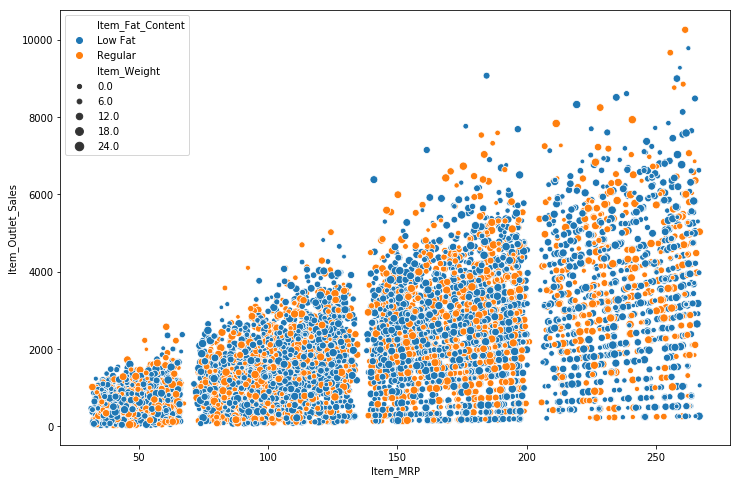 Item_Fat_Content
Low Fat
Regular
Item_Weight
0.0
6.0
12.0
18.0
24.0
10000
8000
6000
4000
2000
0
Item_Outlet_Sales
50
100
150
200
250
Item_MRP